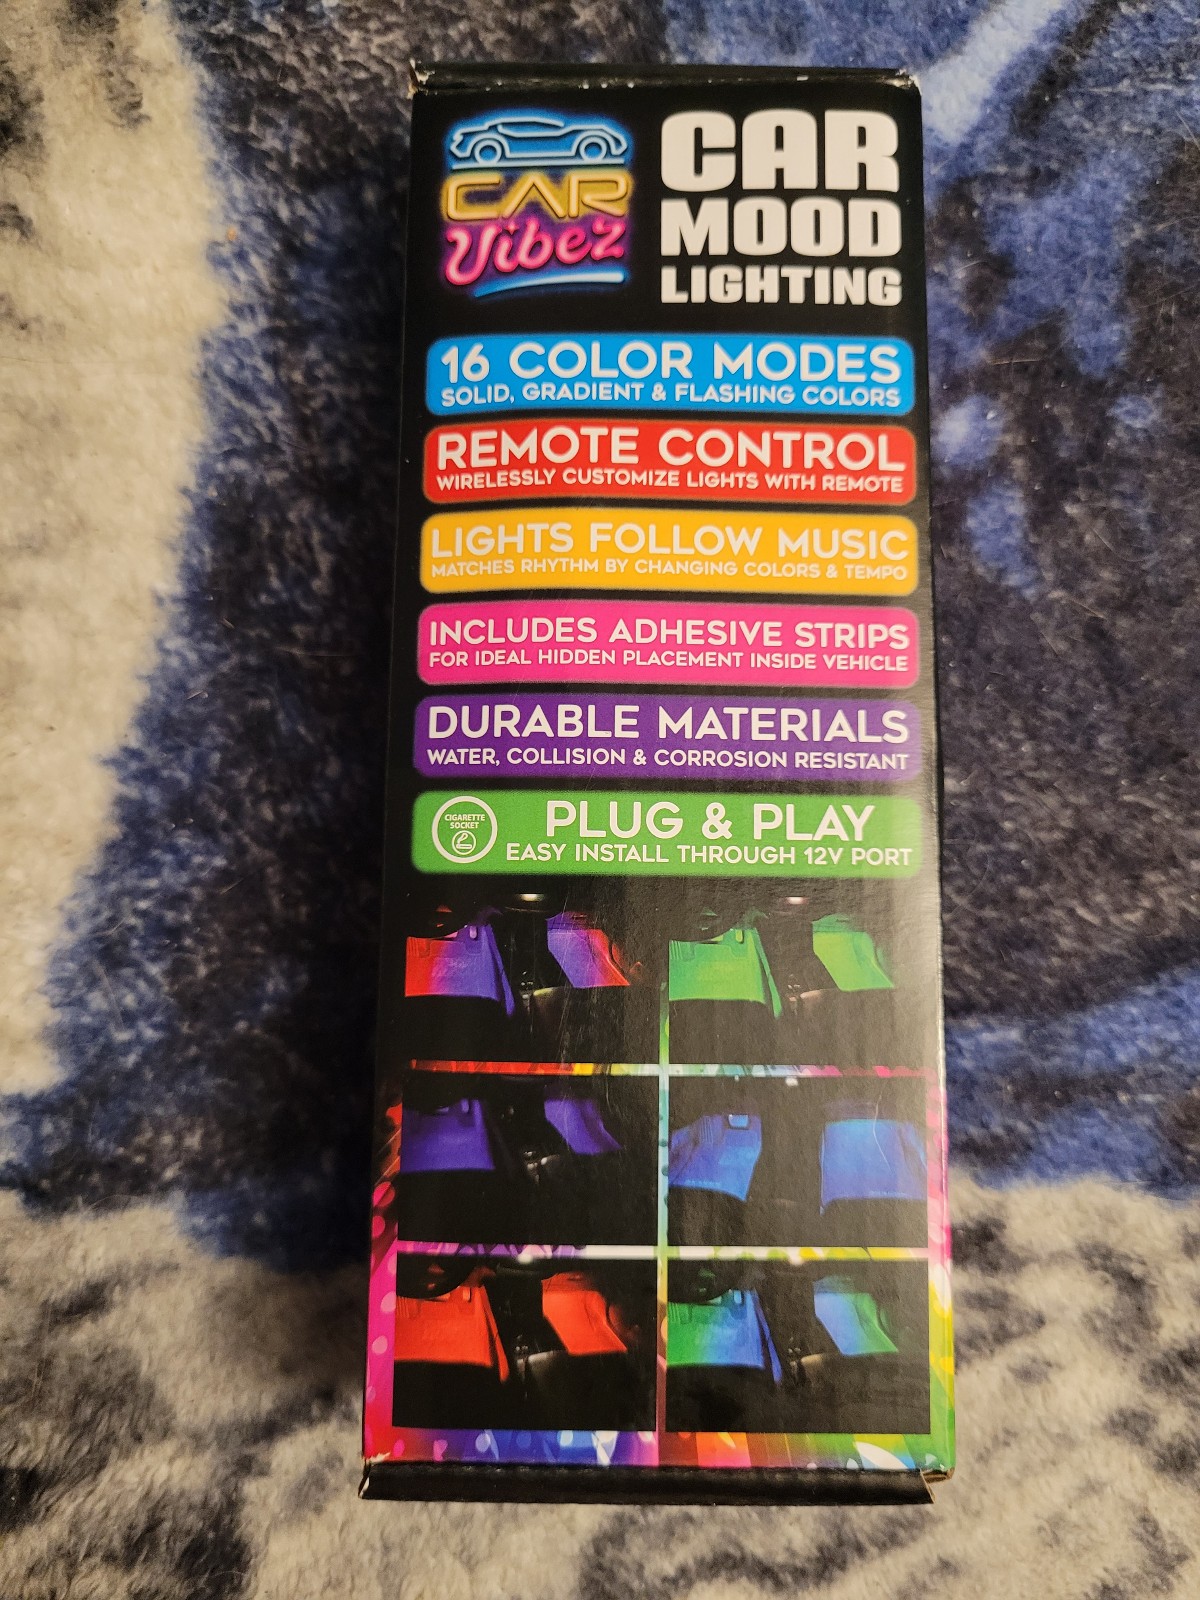 CAR
Vibez
CAR
MOOD
LIGHTING
16 COLOR MODES
SOLID, GRADIENT & FLASHING COLORS
REMOTE CONTROL
WIRELESSLY CUSTOMIZE LIGHTS WITH REMOTE
LIGHTS FOLLOW MUSIC
MATCHES RHYTHM BY CHANGING COLORS & TEMPO
INCLUDES ADHESIVE STRIPS
FOR IDEAL HIDDEN PLACEMENT INSIDE VEHICLE
DURABLE MATERIALS
WATER, COLLISION & CORROSION RESISTANT
CIGARETTE
SOCKET
PLUG & PLAY
EASY INSTALL THROUGH 12V PORT